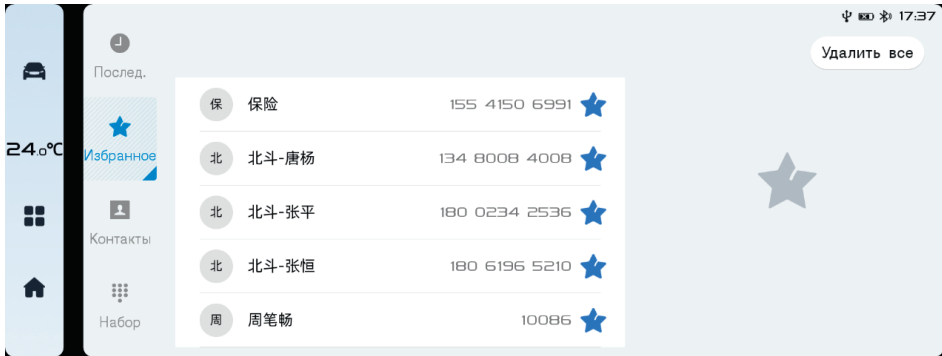 17:37
Удалить все
24.0°C
Послед.
Избранное
Контакты
Набор
保 保险 155 4150 6991
北 北斗-唐杨 134 8008 4008
北 北斗-张平 180 0234 2536
北 北斗-张恒 180 6196 5210
周 周笔畅 10086